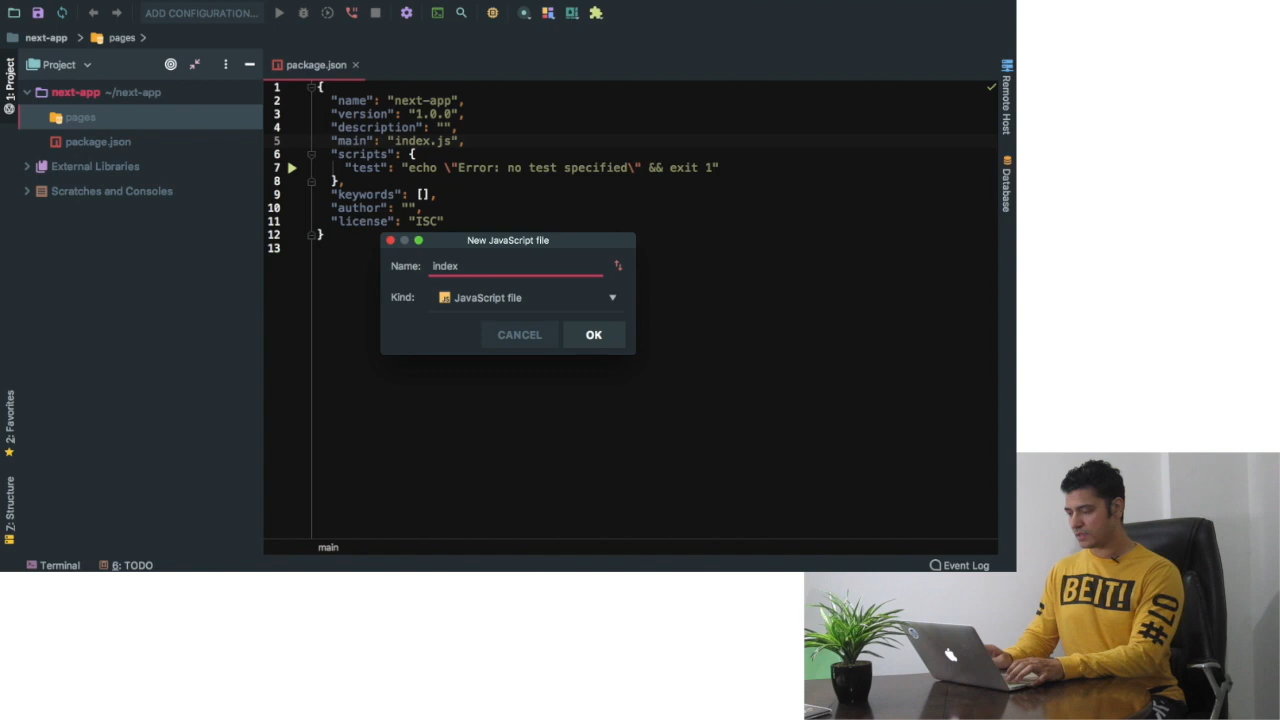 ADD CONFIGURATION...
next-app
pages
1: Project
Project
next-app ~/next-app
pages
package.json
External Libraries
Scratches and Consoles
2: Favorites
Z: Structure
package.json
1 {
2 "name": "next-app",
3 "version": "1.0.0",
4 "description": "",
5 "main": "index.js",
6 "scripts": {
7 "test": "echo \"Error: no test specified\" && exit 1"
8 },
9 "keywords": [],
10 "author": "",
11 "license": "ISC"
12 }
13
New JavaScript file
Name: index
Kind: JS JavaScript file
CANCEL OK
main
Remote Host
Database
Terminal
6: TODO
Event Log
BEIT!
#70